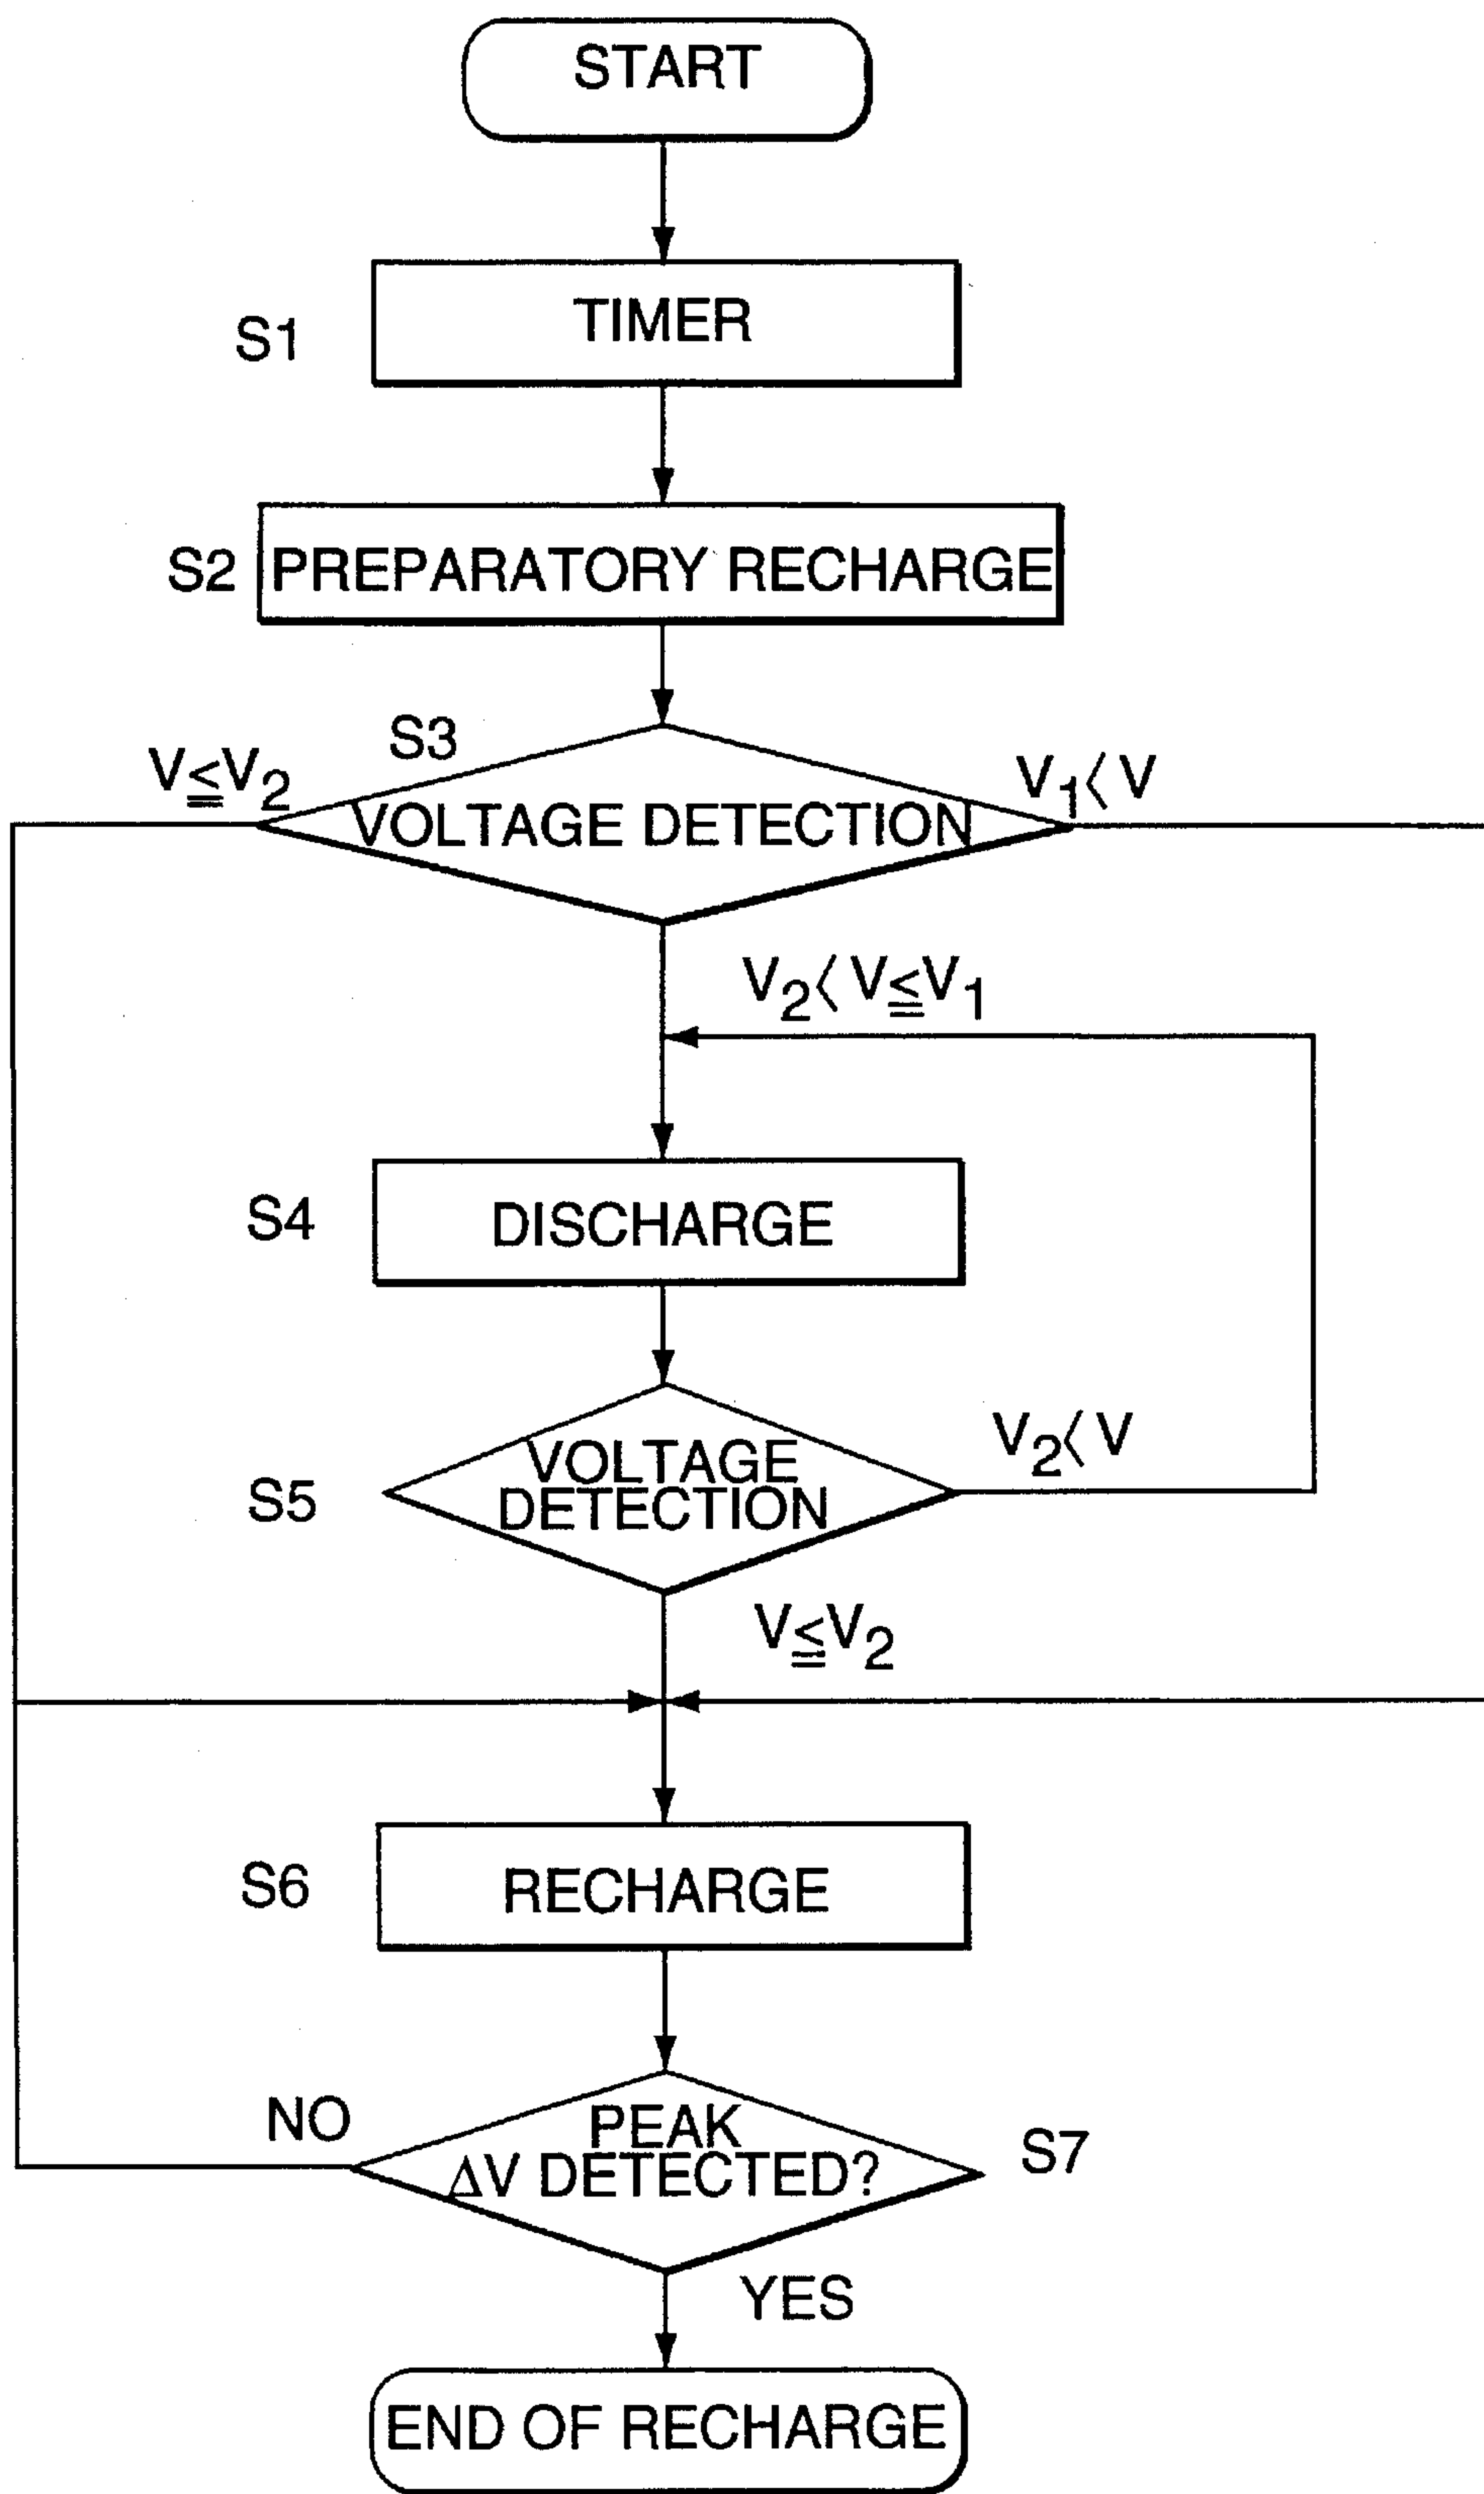 START
S1
TIMER
S2
PREPARATORY RECHARGE
S3
V≦V2
V1<V
VOLTAGE DETECTION
V2<V≦V1
S4
DISCHARGE
S5
VOLTAGE
DETECTION
V2<V
V≦V2
S6
RECHARGE
NO
PEAK
ΔV DETECTED?
S7
YES
END OF RECHARGE